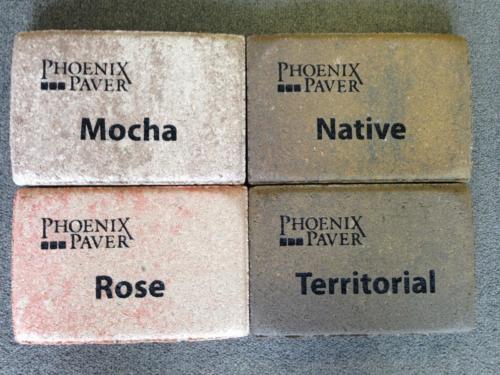 PHOENIX
PAVER
Mocha
PHOENIX
PAVER
Native
PHOENIX
PAVER
Rose
PHOENIX
PAVER
Territorial